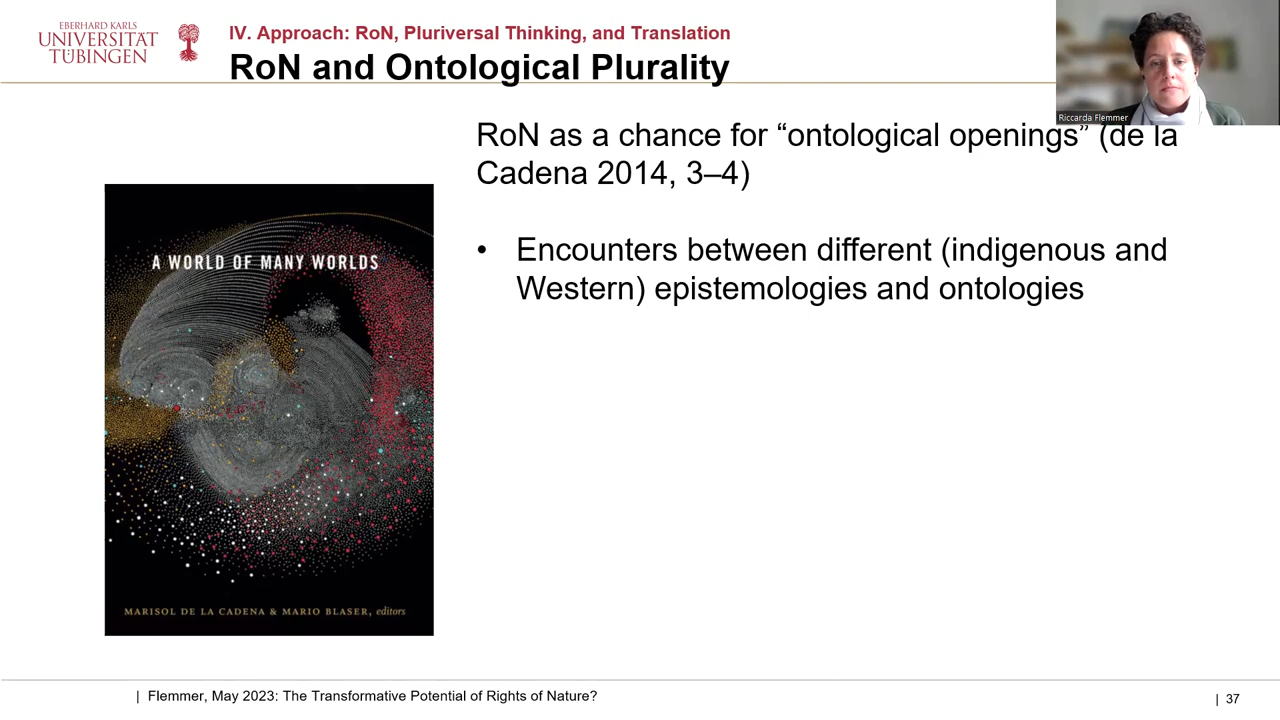 EBERHARD KARLS
UNIVERSITÄT
TÜBINGEN
IV. Approach: RoN, Pluriversal Thinking, and Translation
RoN and Ontological Plurality
Riccarda Flemmer
RoN as a chance for “ontological openings” (de la
Cadena 2014, 3–4)
• Encounters between different (indigenous and
Western) epistemologies and ontologies
A WORLD OF MANY WORLDS
MARISOL DE LA CADENA & MARIO BLASER, editors
| Flemmer, May 2023: The Transformative Potential of Rights of Nature?
| 37